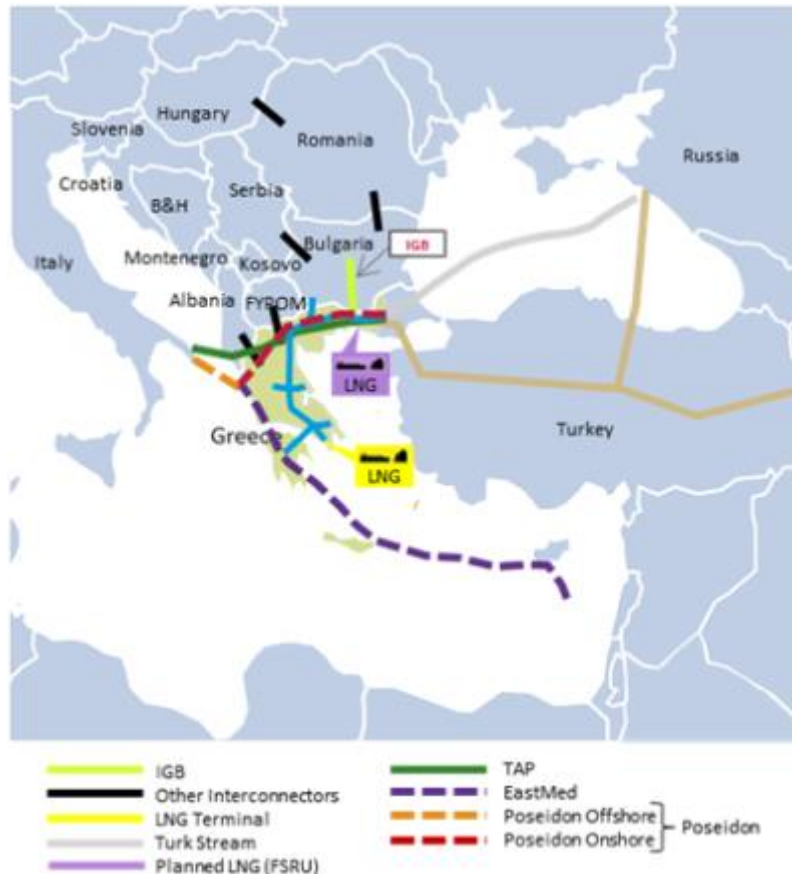 Hungary
Slovenia
Romania
Russia
Croatia
Serbia
B&H
Bulgaria
IGB
Italy
Montenegro
Kosovo
Albania
FYROM
LNG
Greece
Turkey
LNG
IGB
Other Interconnectors
LNG Terminal
Turk Stream
Planned LNG (FSRU)
TAP
EastMed
Poseidon Offshore
Poseidon Onshore
Poseidon